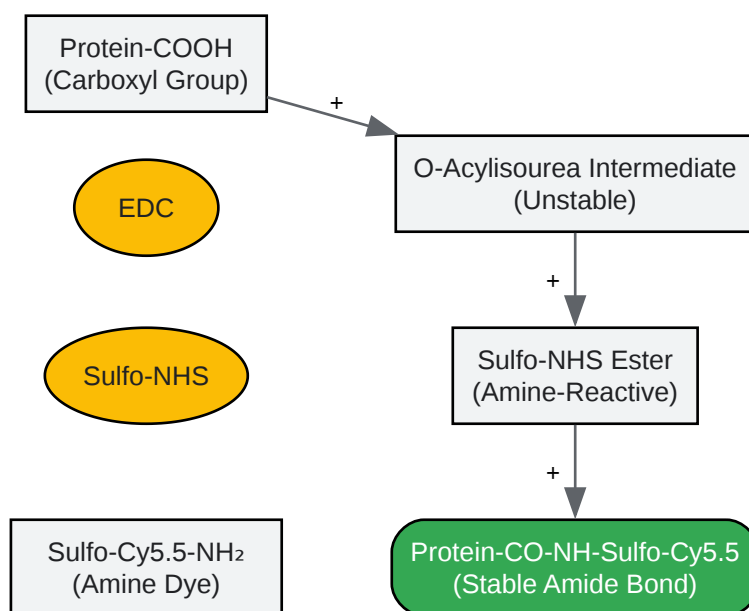 Protein-COOH
(Carboxyl Group)
+
O-Acylisourea Intermediate
(Unstable)
EDC
+
Sulfo-NHS
Sulfo-NHS Ester
(Amine-Reactive)
+
Sulfo-Cy5.5-NH₂
(Amine Dye)
Protein-CO-NH-Sulfo-Cy5.5
(Stable Amide Bond)